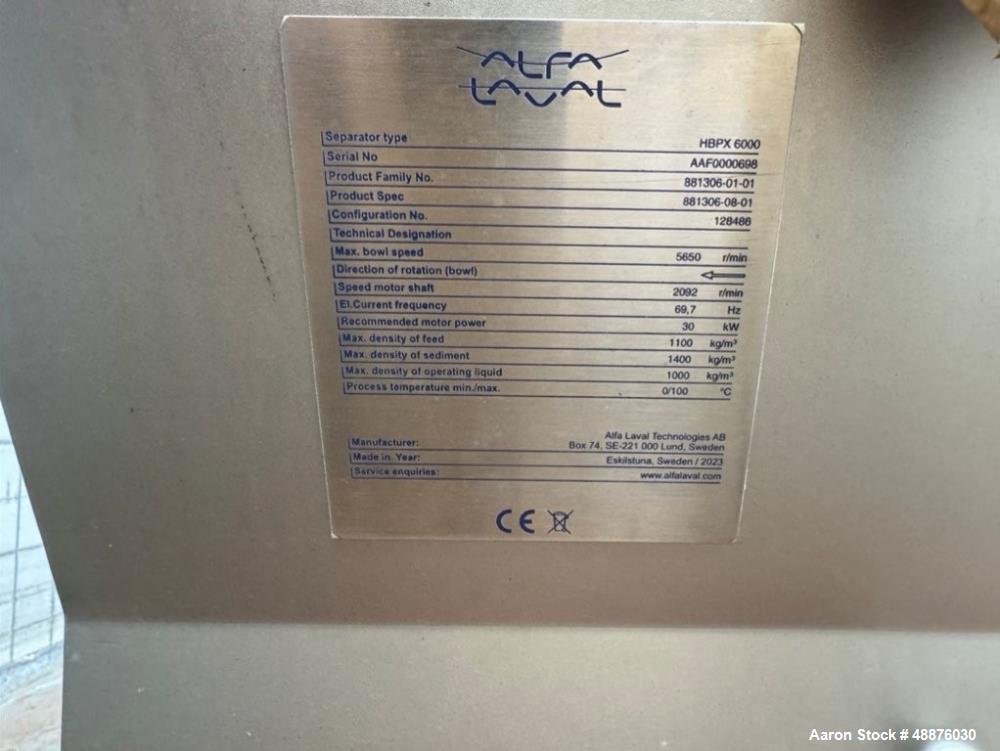 ALFA
LAVAL
Separator type HBPX 6000
Serial No AAF0000698
Product Family No. 881306-01-01
Product Spec 881306-08-01
Configuration No. 128486
Technical Designation
Max. bowl speed 5650 r/min
Direction of rotation (bowl)
Speed motor shaft 2092 r/min
El.Current frequency 69,7 Hz
Recommended motor power 30 kW
Max. density of feed 1100 kg/m³
Max. density of sediment 1400 kg/m³
Max. density of operating liquid 1000 kg/m³
Process temperature min./max. 0/100 °C
Manufacturer: Alfa Laval Technologies AB
Box 74, SE-221 000 Lund, Sweden
Made in, Year: Eskilstuna, Sweden / 2023
Service enquiries: www.alfalaval.com
CE
Aaron Stock # 48876030